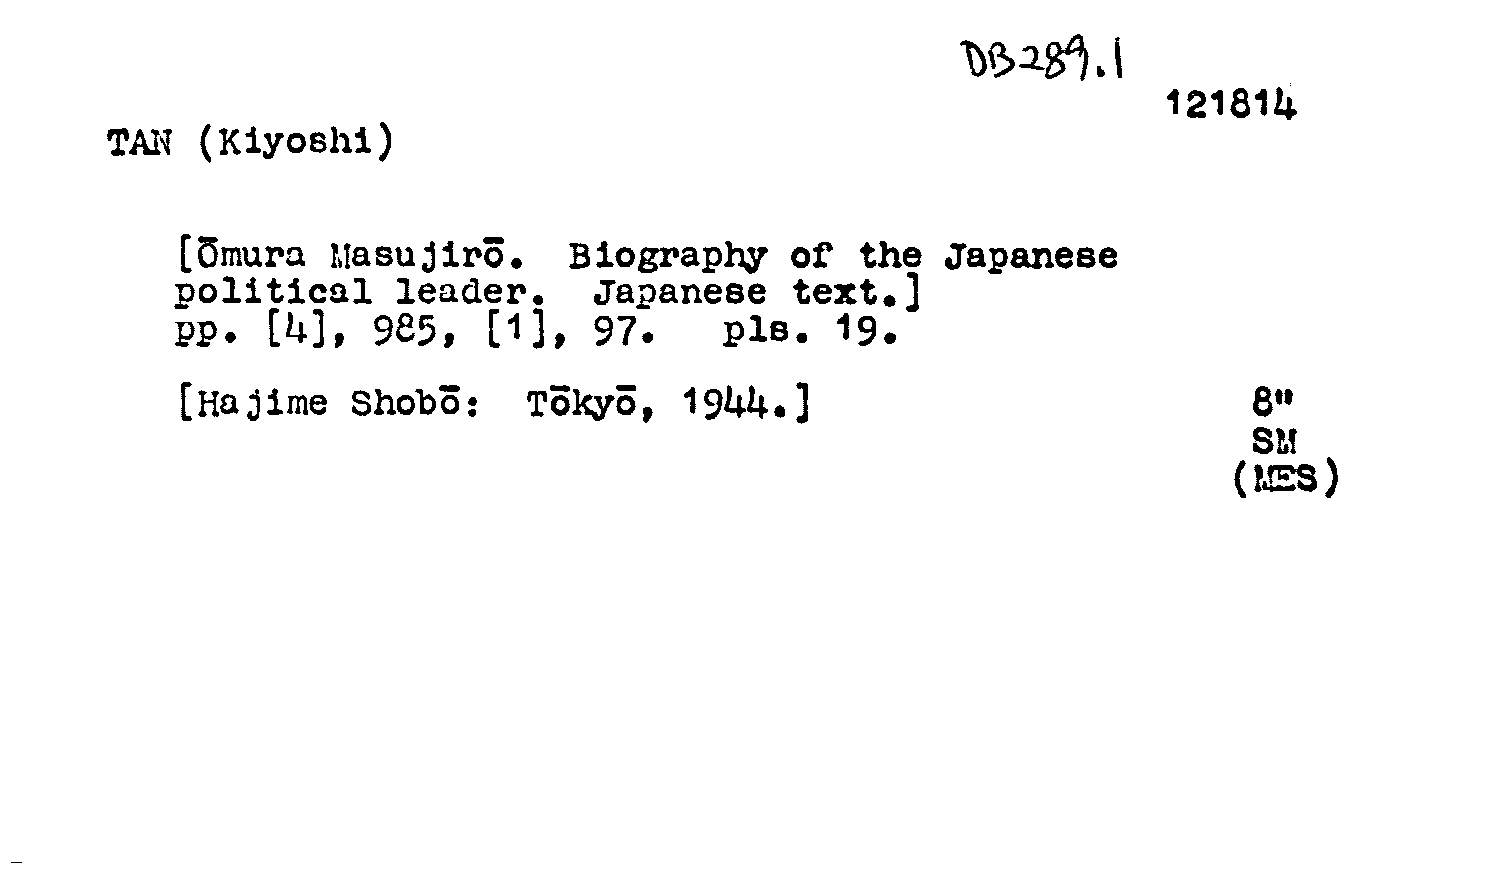 DB289.1
121814
TAN (Kiyoshi)
[Ōmura Masujirō. Biography of the Japanese
political leader. Japanese text.]
pp. [4], 985, [1], 97. pls. 19.
[Hajime Shobō: Tōkyō, 1944.]
8"
SM
(MES)